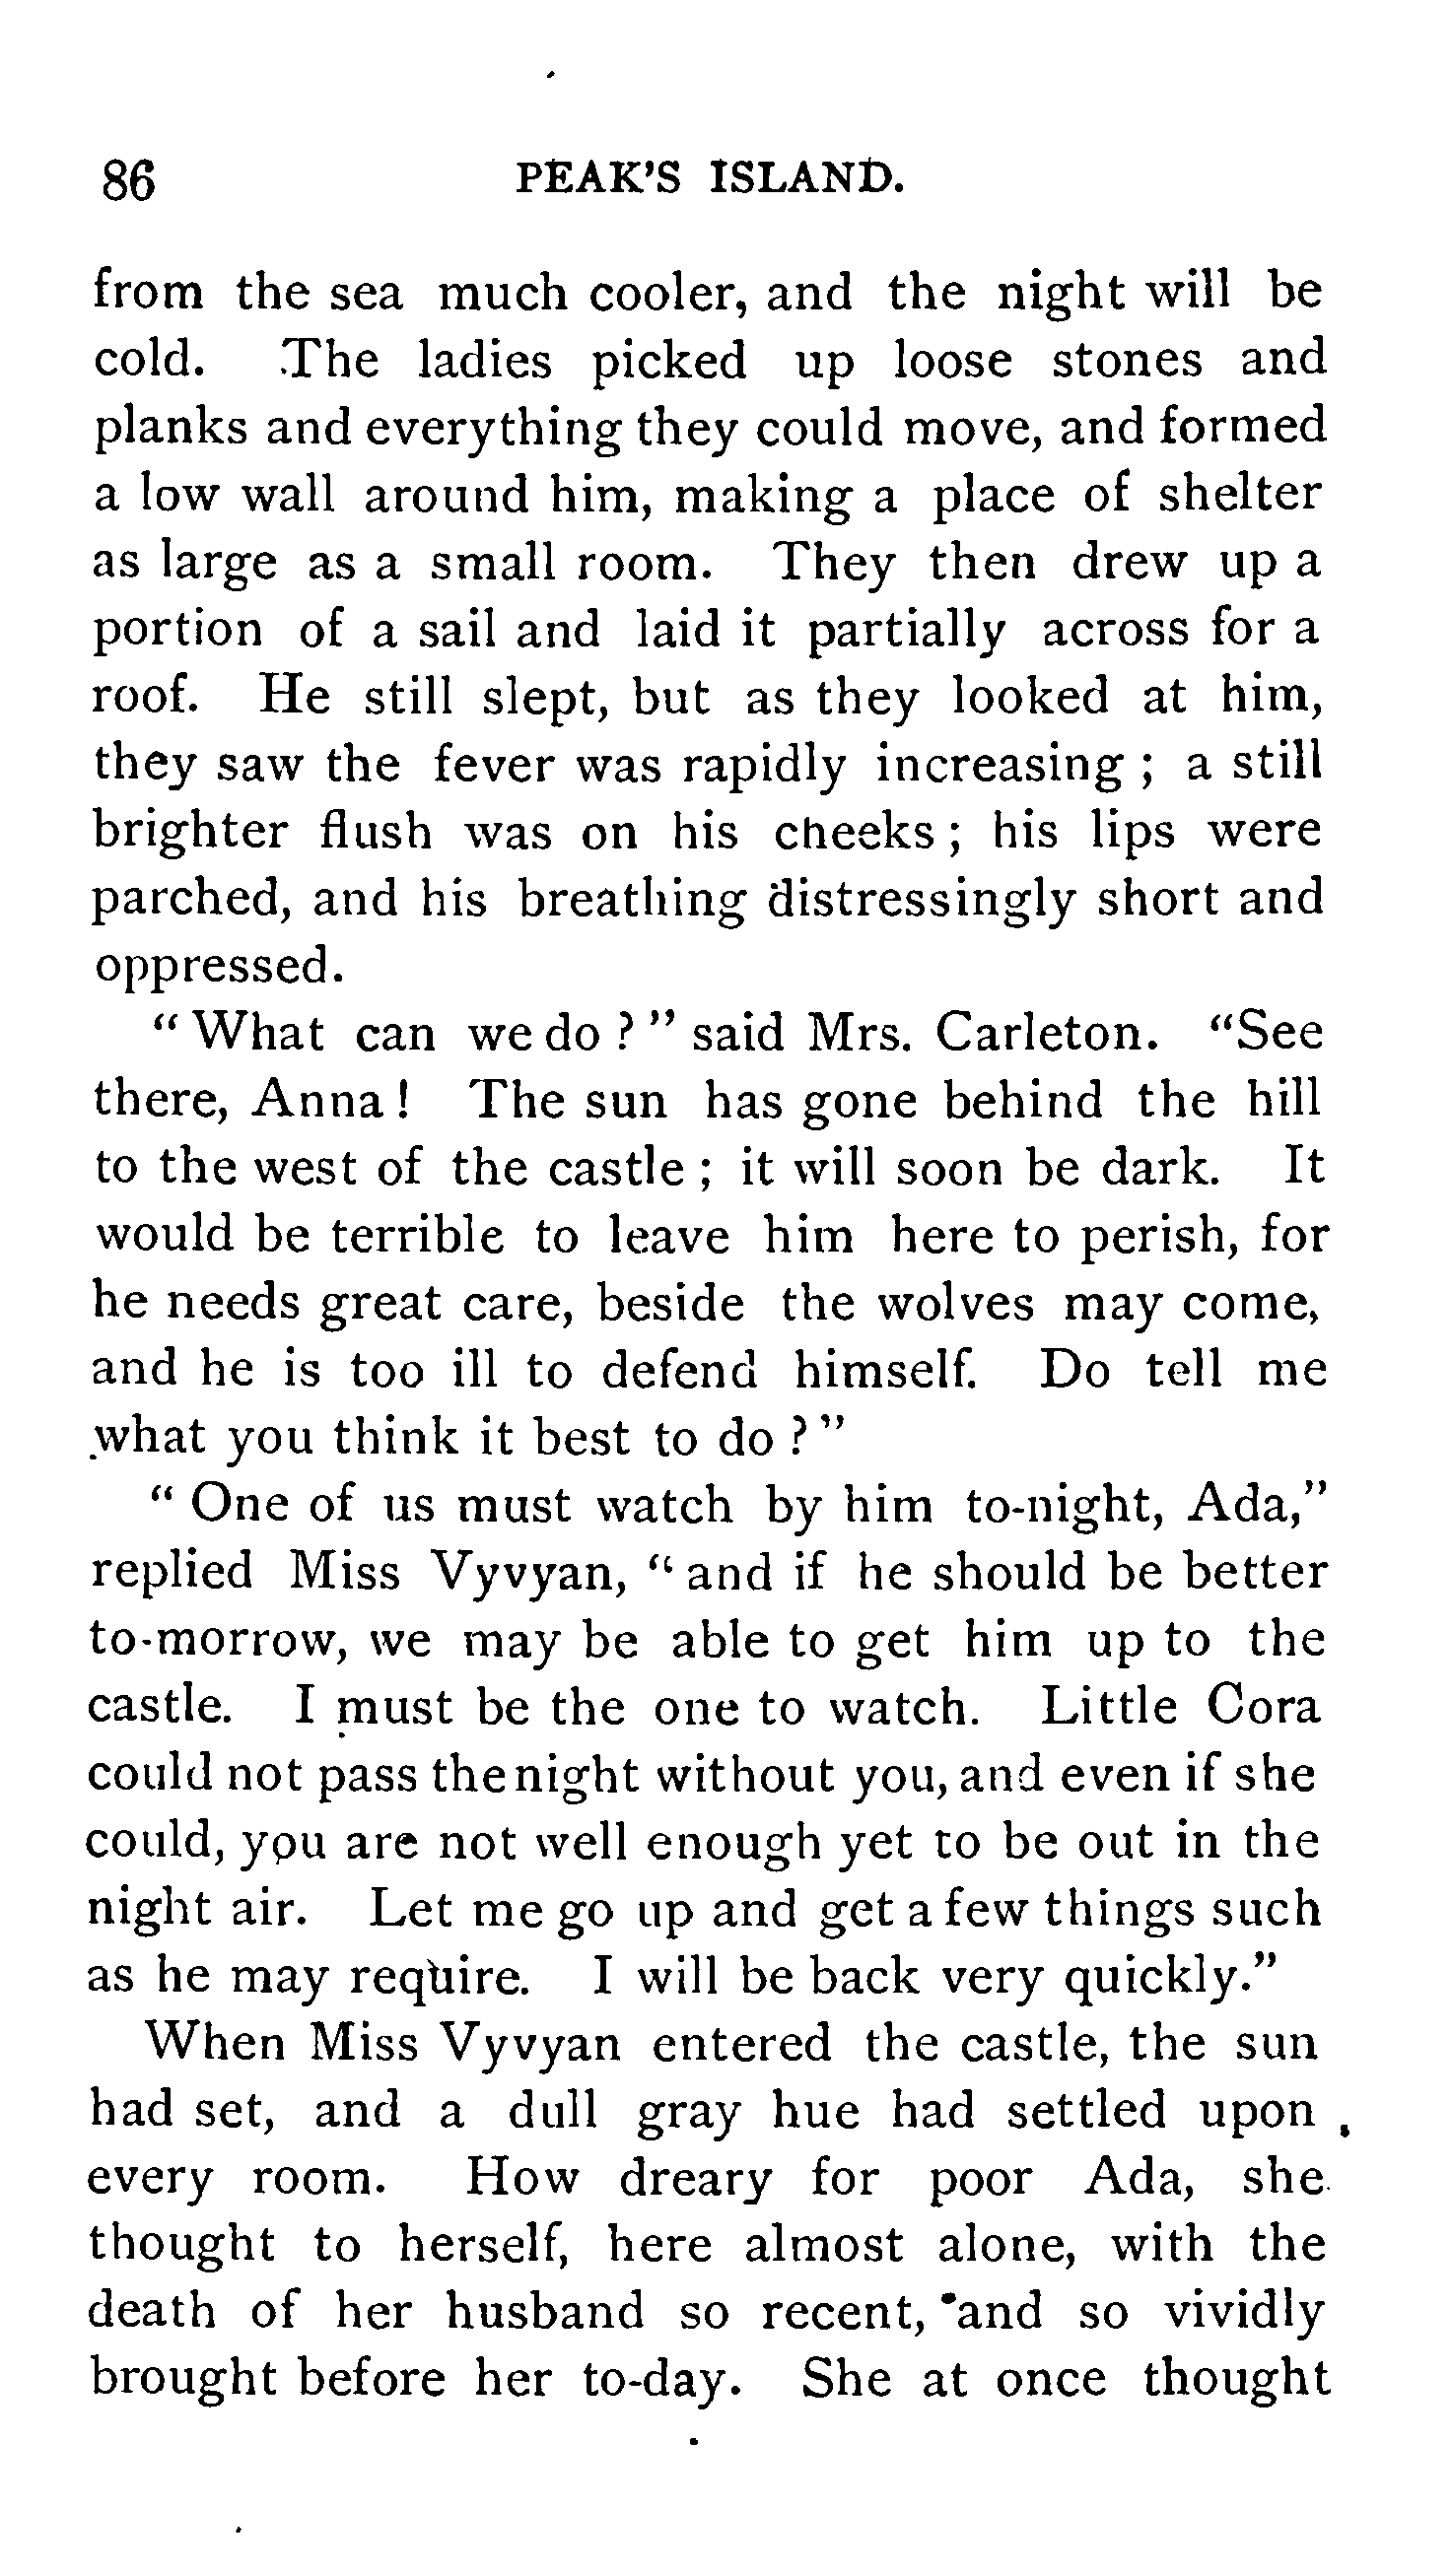 86 PEAK'S ISLAND.
from the sea much cooler, and the night will be
cold. The ladies picked up loose stones and
planks and everything they could move, and formed
a low wall around him, making a place of shelter
as large as a small room. They then drew up a
portion of a sail and laid it partially across for a
roof. He still slept, but as they looked at him,
they saw the fever was rapidly increasing ; a still
brighter flush was on his cheeks ; his lips were
parched, and his breathing distressingly short and
oppressed.
" What can we do ? " said Mrs. Carleton. "See
there, Anna ! The sun has gone behind the hill
to the west of the castle ; it will soon be dark. It
would be terrible to leave him here to perish, for
he needs great care, beside the wolves may come,
and he is too ill to defend himself. Do tell me
what you think it best to do ? "
" One of us must watch by him to-night, Ada,"
replied Miss Vyvyan, " and if he should be better
to-morrow, we may be able to get him up to the
castle. I must be the one to watch. Little Cora
could not pass the night without you, and even if she
could, you are not well enough yet to be out in the
night air. Let me go up and get a few things such
as he may require. I will be back very quickly."
When Miss Vyvyan entered the castle, the sun
had set, and a dull gray hue had settled upon
every room. How dreary for poor Ada, she
thought to herself, here almost alone, with the
death of her husband so recent, and so vividly
brought before her to-day. She at once thought